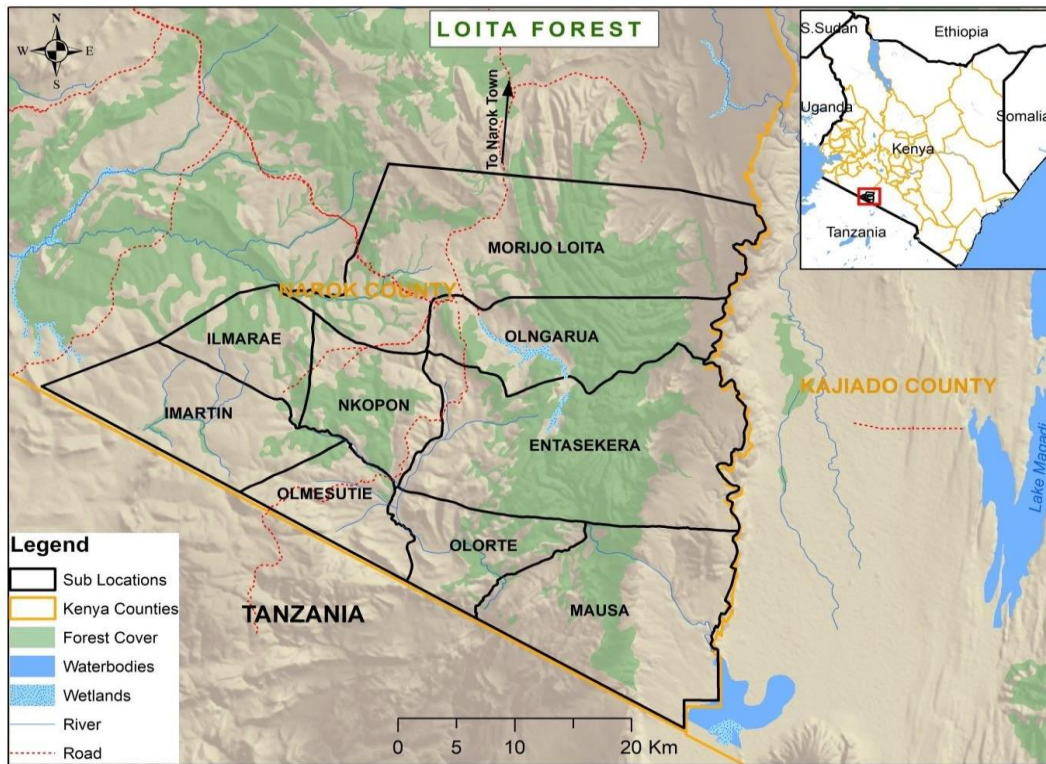 LOITA FOREST
N
W
E
S
To Narok Town
S.Sudan
Ethiopia
Uganda
Somalia
Kenya
Tanzania
MORIJO LOITA
NAROK COUNTY
OLNGARUA
ILMARAE
KAJIADO COUNTY
IMARTIN
NKOPON
ENTASEKERA
Lake Magadi
OLMESUTIE
OLORTE
MAUSA
TANZANIA
Legend
Sub Locations
Kenya Counties
Forest Cover
Waterbodies
Wetlands
River
Road
0 5 10 20 Km